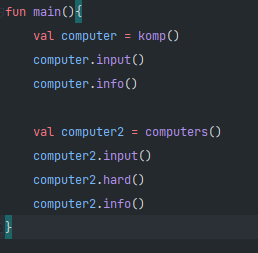 fun main(){
    val computer = komp()
    computer.input()
    computer.info()

    val computer2 = computers()
    computer2.input()
    computer2.hard()
    computer2.info()
}